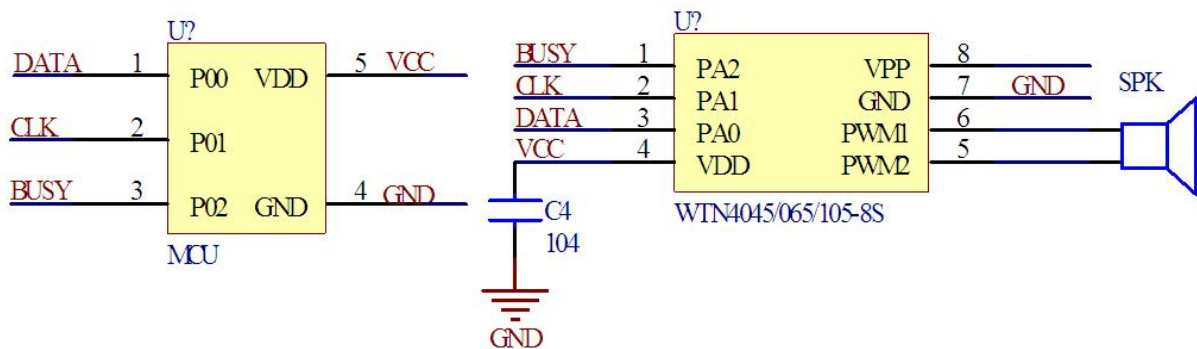 U?
DATA 1 P00 VDD 5 VCC
CLK 2 P01
BUSY 3 P02 GND 4 GND
MCU
U?
BUSY 1 PA2 VPP 8
CLK 2 PA1 GND 7 GND
DATA 3 PA0 PWM1 6
VCC 4 VDD PWM2 5
SPK
WTN4045/065/105-8S
C4
104
GND